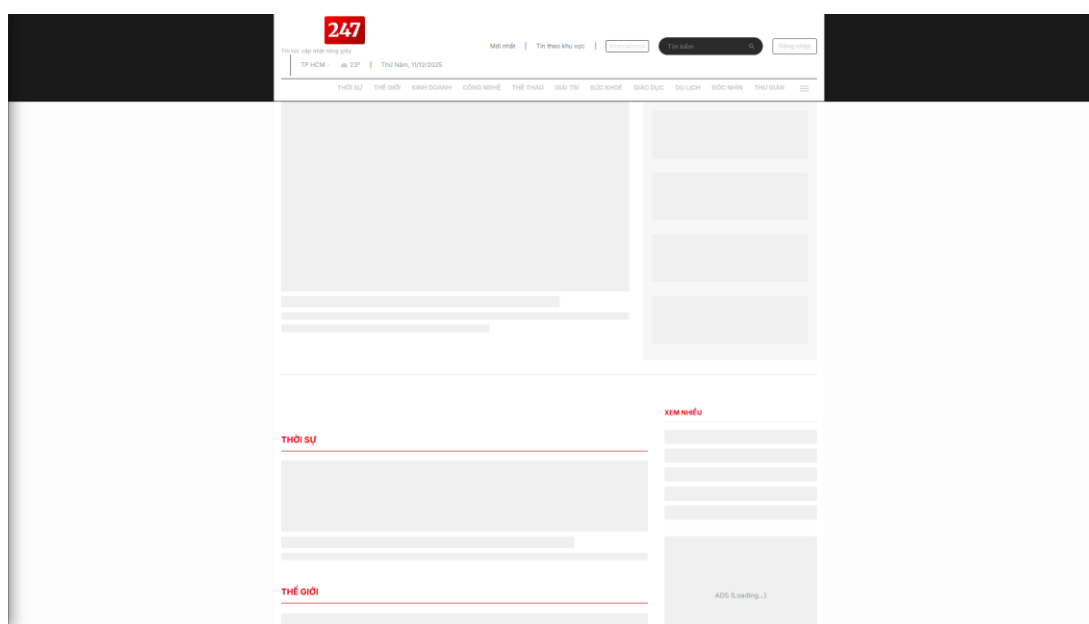 247
Tin tức cập nhật từng giây
Mới nhất | Tin theo khu vực | International Tìm kiếm Đăng nhập
TP HCM - 23° | Thứ Năm, 11/12/2025
THỜI SỰ THẾ GIỚI KINH DOANH CÔNG NGHỆ THỂ THAO GIẢI TRÍ SỨC KHOẺ GIÁO DỤC DU LỊCH GÓC NHÌN THƯ GIÃN
XEM NHIỀU
THỜI SỰ
THẾ GIỚI
ADS (Loading...)